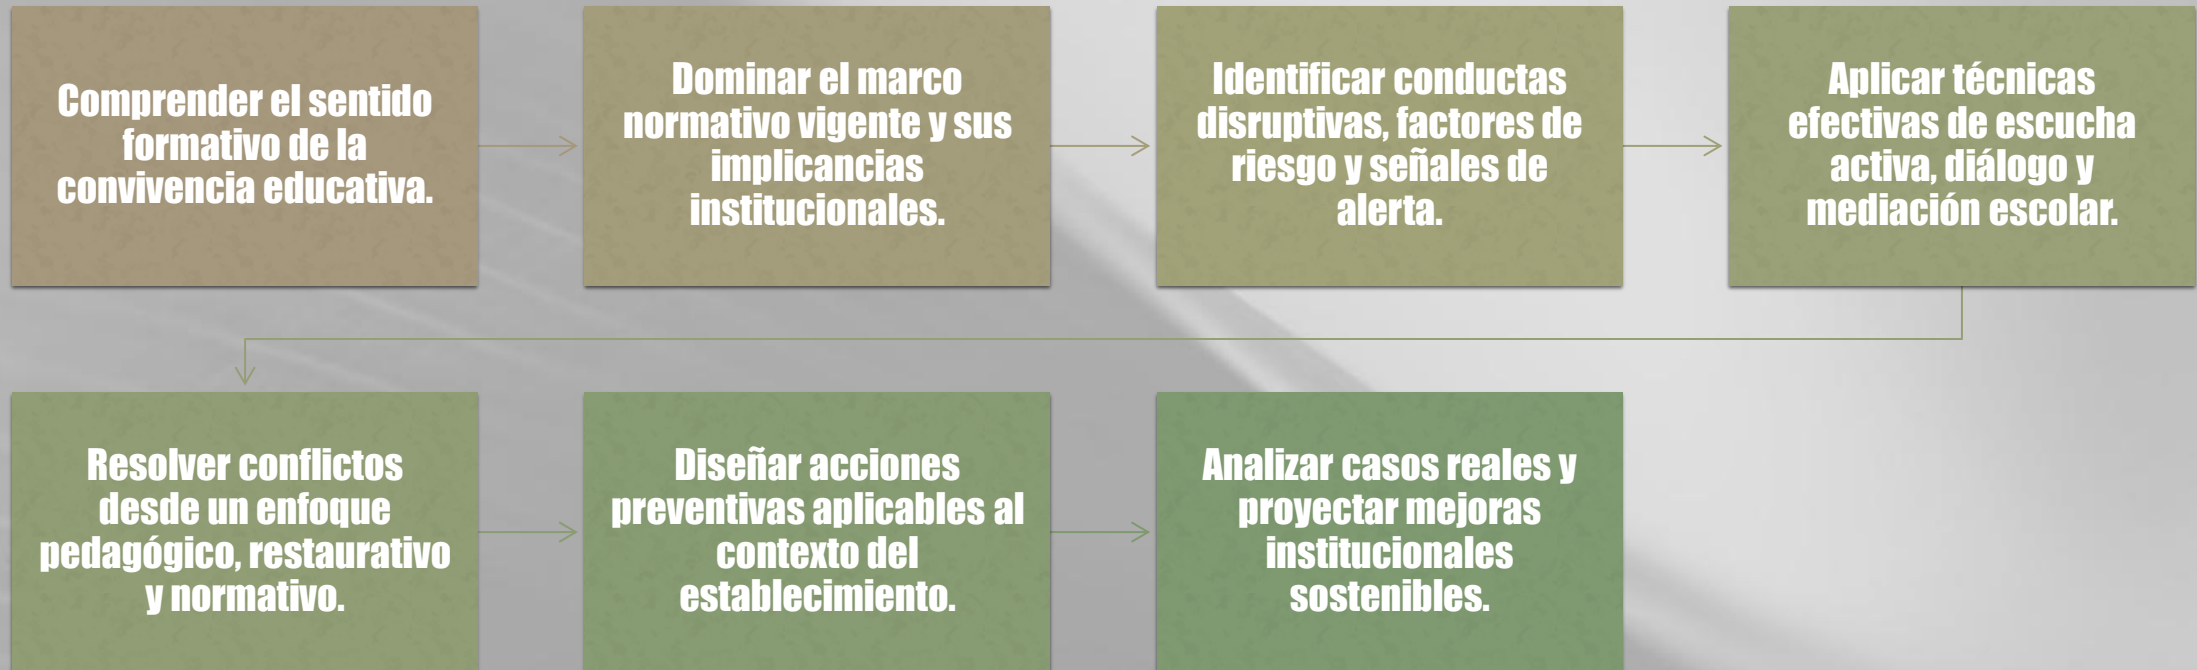 Comprender el sentido
formativo de la
convivencia educativa.
Dominar el marco
normativo vigente y sus
implicancias
institucionales.
Identificar conductas
disruptivas, factores de
riesgo y señales de
alerta.
Aplicar técnicas
efectivas de escucha
activa, diálogo y
mediación escolar.
Resolver conflictos
desde un enfoque
pedagógico, restaurativo
y normativo.
Diseñar acciones
preventivas aplicables al
contexto del
establecimiento.
Analizar casos reales y
proyectar mejoras
institucionales
sostenibles.